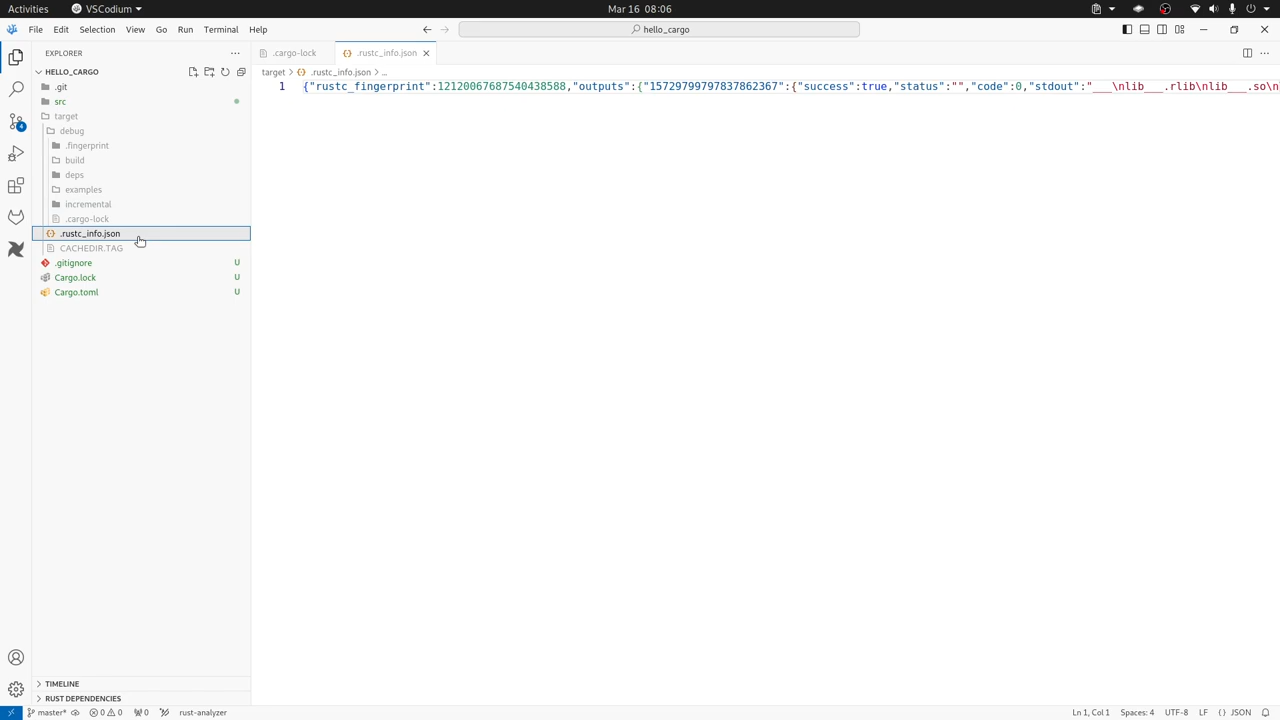 Activities
VSCodium
Mar 16 08:06
File Edit Selection View Go Run Terminal Help
hello_cargo
EXPLORER
.cargo-lock
.rustc_info.json
target > .rustc_info.json > ...
HELLO_CARGO
.git
src
target
debug
.fingerprint
build
deps
examples
incremental
.cargo-lock
.rustc_info.json
CACHEDIR.TAG
.gitignore U
Cargo.lock U
Cargo.toml U
4
1 {"rustc_fingerprint":12120067687540438588,"outputs":{"15729799797837862367":{"success":true,"status":"","code":0,"stdout":"___\nlib___.rlib\nlib___.so\n
TIMELINE
RUST DEPENDENCIES
master* 0 0 0 rust-analyzer
Ln 1, Col 1 Spaces: 4 UTF-8 LF {} JSON